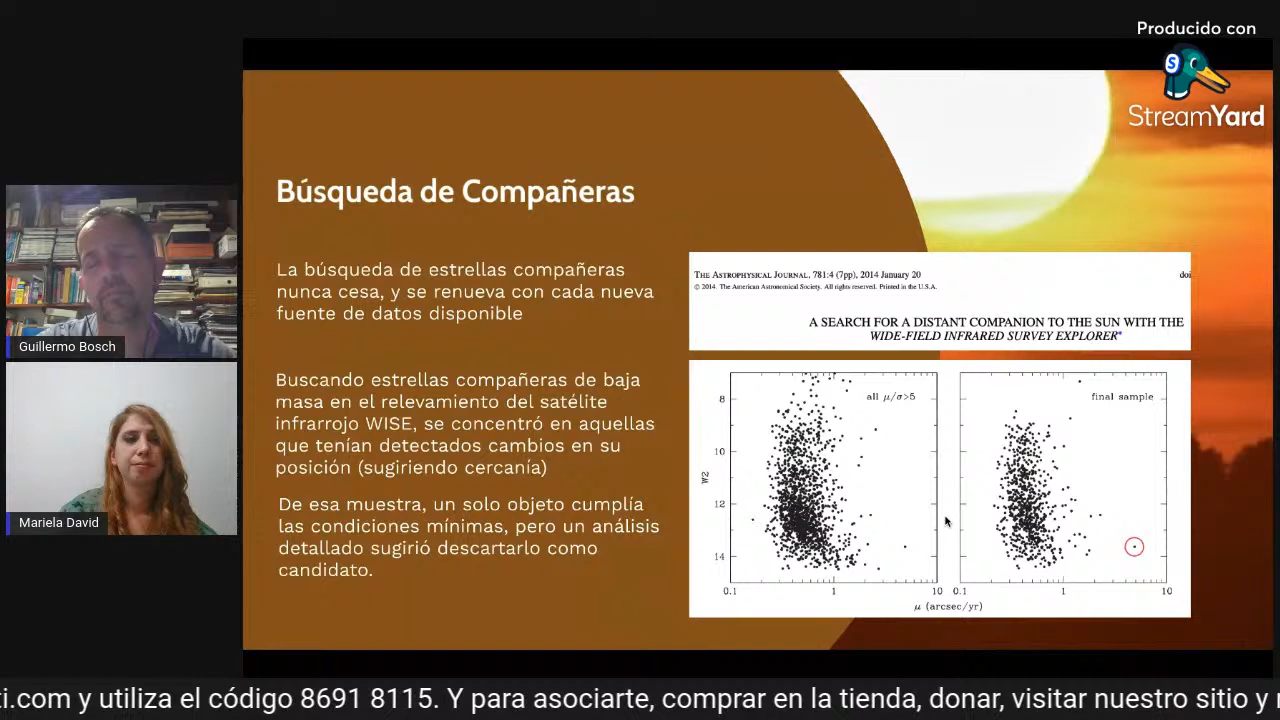 Producido con
StreamYard
Búsqueda de Compañeras
La búsqueda de estrellas compañeras
nunca cesa, y se renueva con cada nueva
fuente de datos disponible
Buscando estrellas compañeras de baja
masa en el relevamiento del satélite
infrarrojo WISE, se concentró en aquellas
que tenían detectados cambios en su
posición (sugiriendo cercanía)
De esa muestra, un solo objeto cumplía
las condiciones mínimas, pero un análisis
detallado sugirió descartarlo como
candidato.
THE ASTROPHYSICAL JOURNAL, 781:4 (7pp), 2014 January 20
doi
© 2014. The American Astronomical Society. All rights reserved. Printed in the U.S.A.
A SEARCH FOR A DISTANT COMPANION TO THE SUN WITH THE
WIDE-FIELD INFRARED SURVEY EXPLORER*
all μ/σ>5
final sample
8
10
12
14
W2
0.1 1 10 0.1 1 10
μ (arcsec/yr)
Guillermo Bosch
Mariela David
ti.com y utiliza el código 8691 8115. Y para asociarte, comprar en la tienda, donar, visitar nuestro sitio y